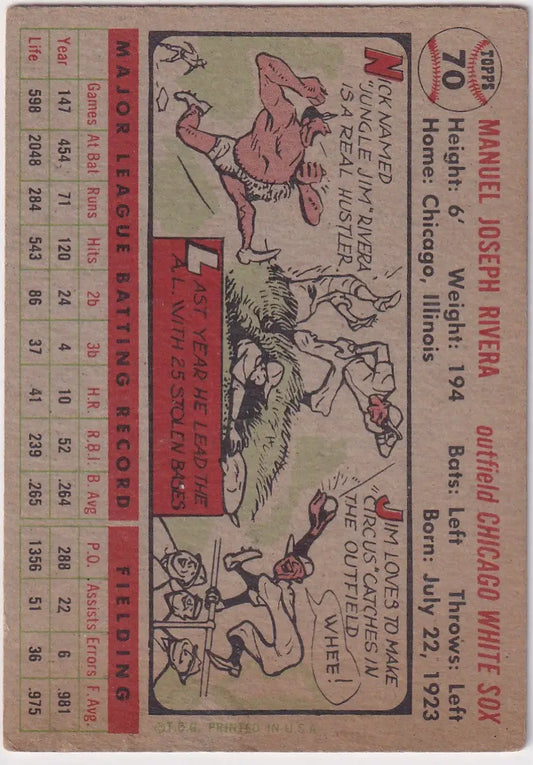 TOPPS
70
MANUEL JOSEPH RIVERA outfield CHICAGO WHITE SOX
Height: 6' Weight: 194 Bats: Left Throws: Left
Home: Chicago, Illinois Born: July 22, 1923
NICK NAMED
"JUNGLE JIM" RIVERA
IS A REAL HUSTLER
LAST YEAR HE LEAD THE
A.L. WITH 25 STOLEN BASES
JIM LOVES TO MAKE
"CIRCUS" CATCHES IN
THE OUTFIELD
WHEE!
MAJOR LEAGUE BATTING RECORD FIELDING
Games At Bat Runs Hits 2b 3b H.R. R.B.I. B. Avg P.O. Assists Errors F. Avg.
Year 147 454 71 120 24 4 10 52 .264 288 22 6 .981
Life 598 2048 284 543 86 37 41 239 .265 1356 51 36 .975
©T.C.G. PRINTED IN U.S.A.